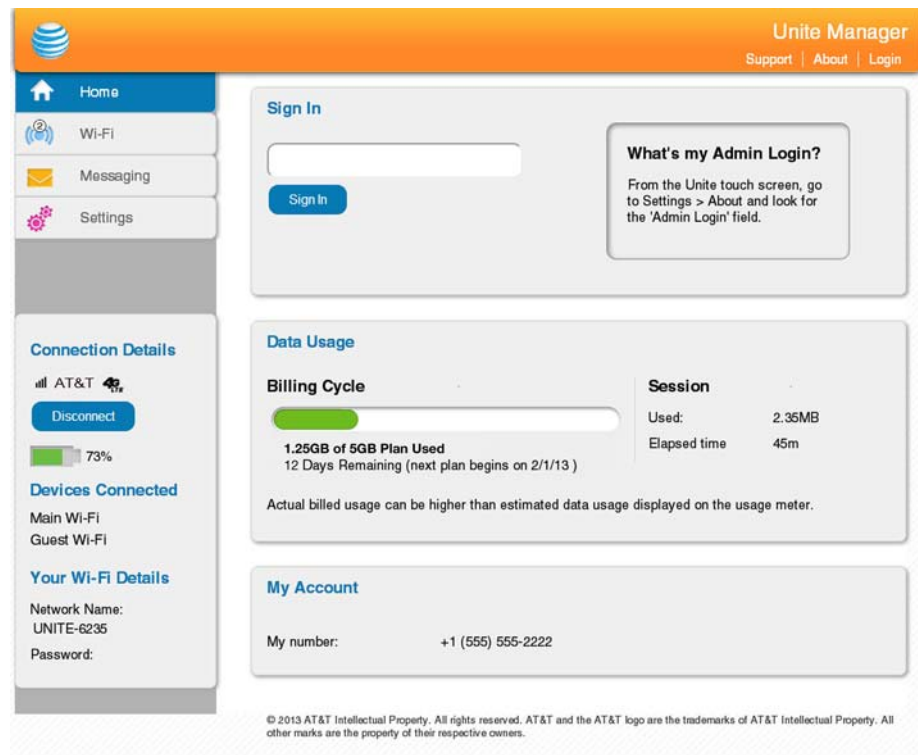 Unite Manager
Support | About | Login
Home
2
Wi-Fi
Messaging
Settings
Sign In
Sign In
What's my Admin Login?
From the Unite touch screen, go
to Settings > About and look for
the 'Admin Login' field.
Connection Details
AT&T 4G LTE
Disconnect
73%
Devices Connected
Main Wi-Fi
Guest Wi-Fi
Your Wi-Fi Details
Network Name:
UNITE-6235
Password:
Data Usage
Billing Cycle
1.25GB of 5GB Plan Used
12 Days Remaining (next plan begins on 2/1/13 )
Session
Used: 2.35MB
Elapsed time 45m
Actual billed usage can be higher than estimated data usage displayed on the usage meter.
My Account
My number: +1 (555) 555-2222
© 2013 AT&T Intellectual Property. All rights reserved. AT&T and the AT&T logo are the trademarks of AT&T Intellectual Property. All
other marks are the property of their respective owners.